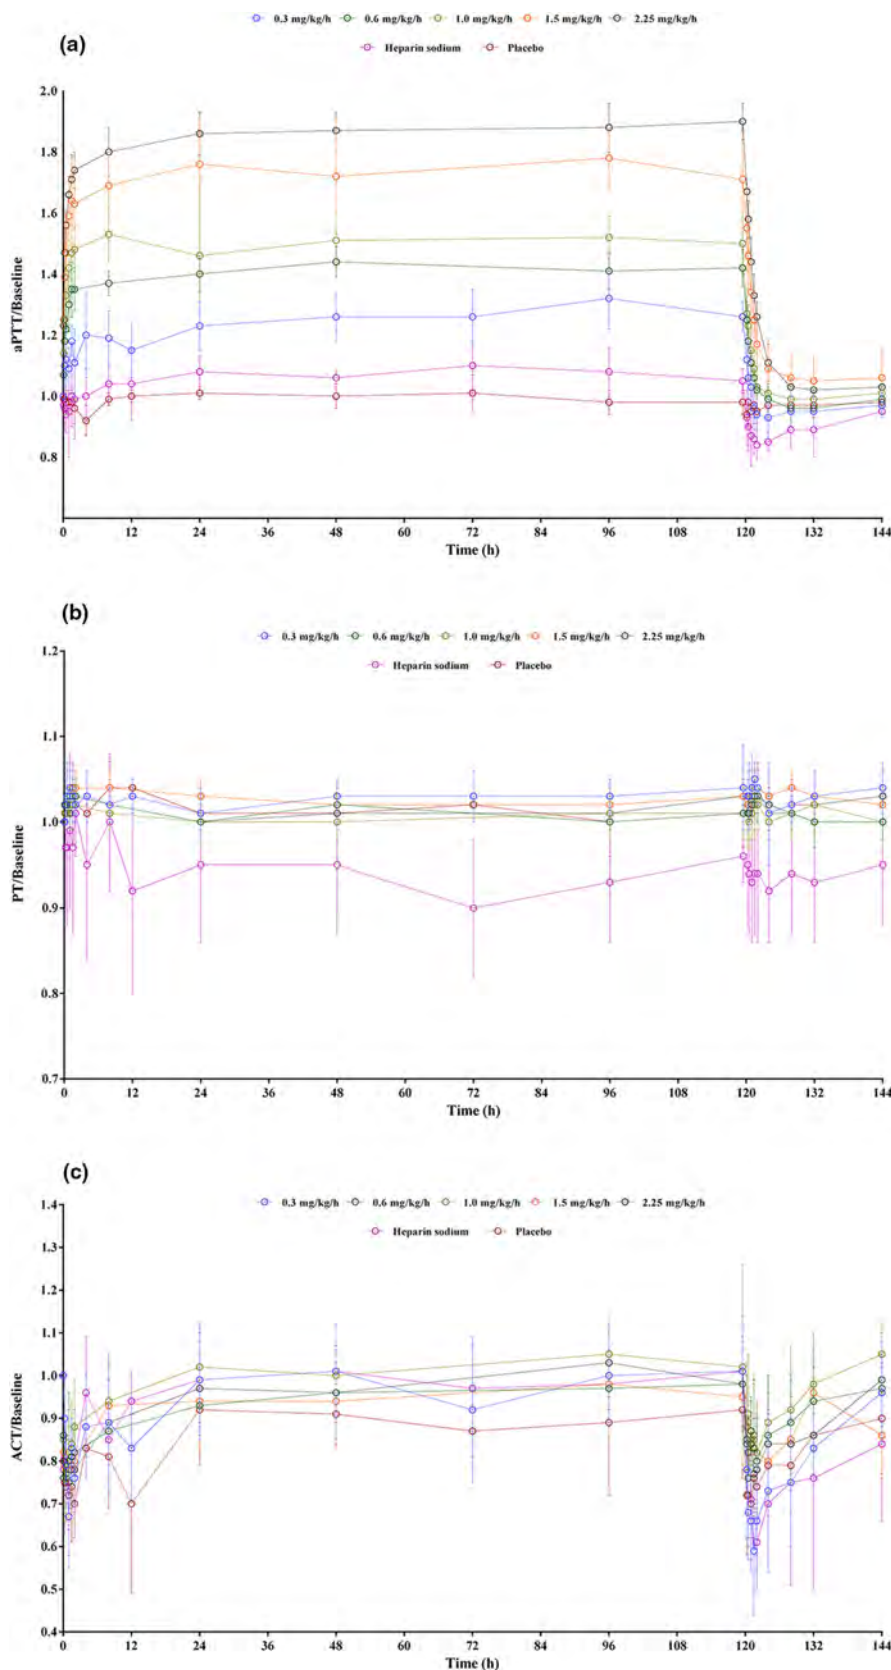 0.3 mg/kg/h 0.6 mg/kg/h 1.0 mg/kg/h 1.5 mg/kg/h 2.25 mg/kg/h
(a)
Heparin sodium Placebo
2.0
1.8
1.6
1.4
1.2
1.0
0.8
aPTT/Baseline
0 12 24 36 48 60 72 84 96 108 120 132 144
Time (h)
(b)
0.3 mg/kg/h 0.6 mg/kg/h 1.0 mg/kg/h 1.5 mg/kg/h 2.25 mg/kg/h
Heparin sodium Placebo
1.2
1.1
1.0
0.9
0.8
0.7
PT/Baseline
0 12 24 36 48 60 72 84 96 108 120 132 144
Time (h)
(c)
0.3 mg/kg/h 0.6 mg/kg/h 1.0 mg/kg/h 1.5 mg/kg/h 2.25 mg/kg/h
Heparin sodium Placebo
1.4
1.3
1.2
1.1
1.0
0.9
0.8
0.7
0.6
0.5
0.4
ACT/Baseline
0 12 24 36 48 60 72 84 96 108 120 132 144
Time (h)